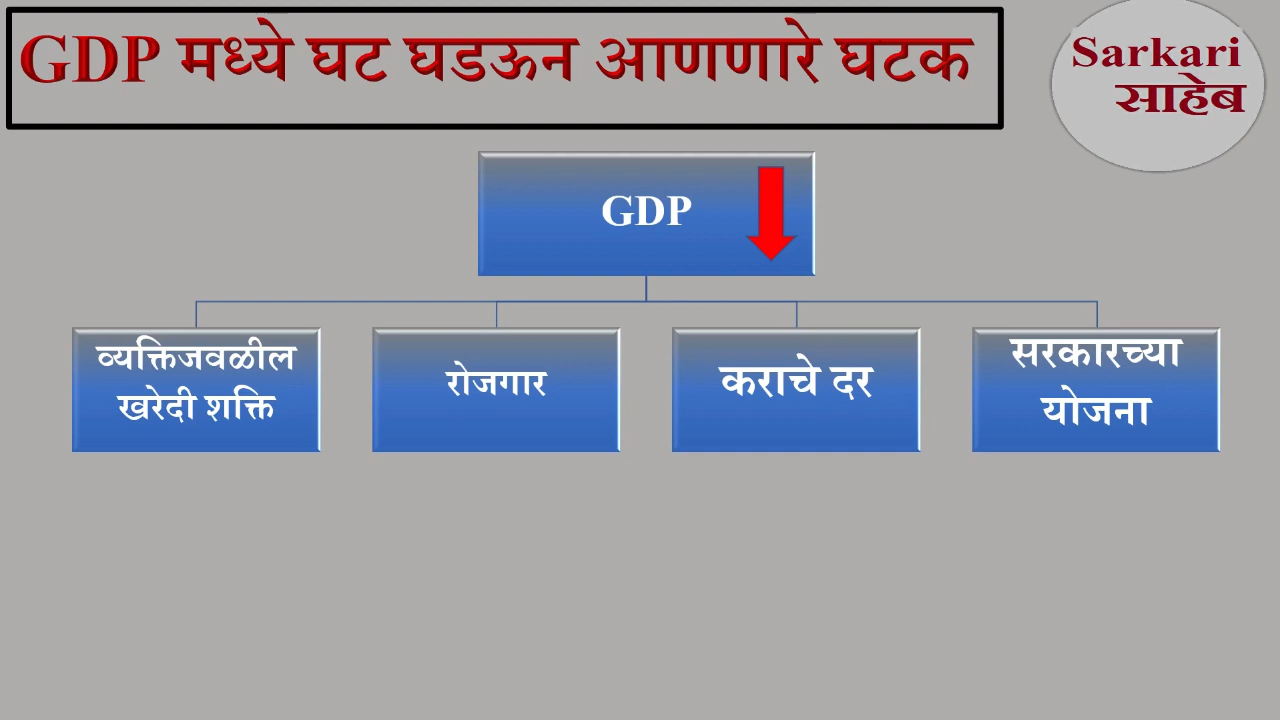 GDP मध्ये घट घडऊन आणणारे घटक
Sarkari
साहेब
GDP
व्यक्तिजवळील
खरेदी शक्ति
रोजगार
कराचे दर
सरकारच्या
योजना